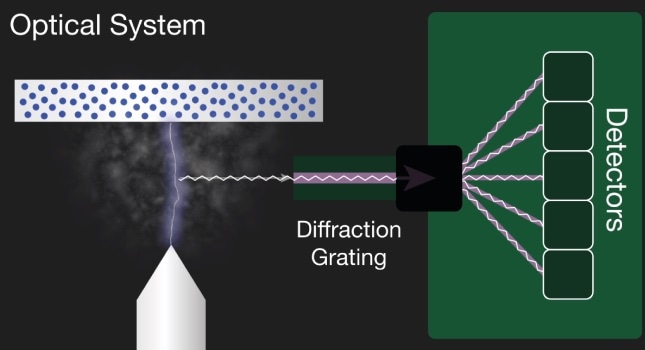 Optical System
Diffraction
Grating
Detectors